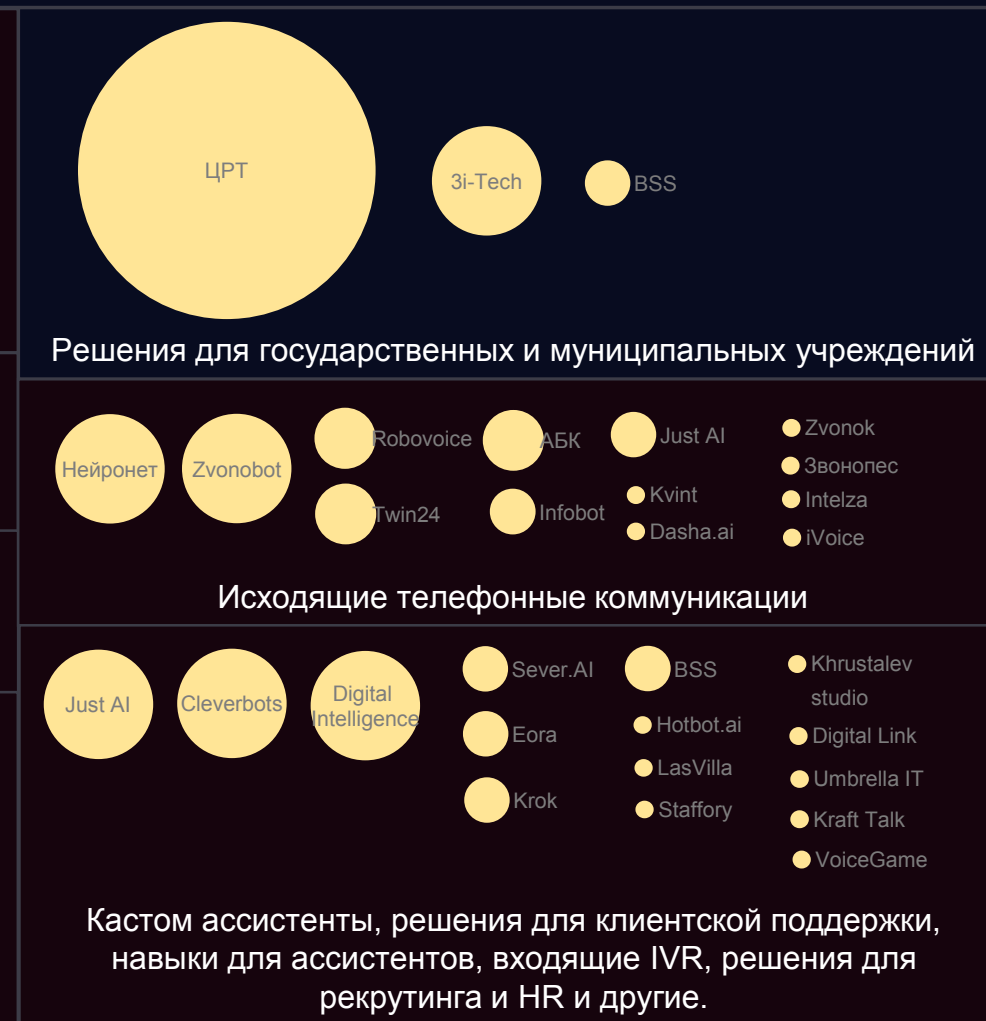 ЦРТ
3i-Tech
BSS
Решения для государственных и муниципальных учреждений
Нейронет
Zvonobot
Robovoice
Twin24
АБК
Infobot
Just AI
Kvint
Dasha.ai
Zvonok
Звонопес
Intelza
iVoice
Исходящие телефонные коммуникации
Just AI
Cleverbots
Digital
Intelligence
Sever.AI
Eora
Krok
BSS
Hotbot.ai
LasVilla
Staffory
Khrustalev
studio
Digital Link
Umbrella IT
Kraft Talk
VoiceGame
Кастом ассистенты, решения для клиентской поддержки,
навыки для ассистентов, входящие IVR, решения для
рекрутинга и HR и другие.